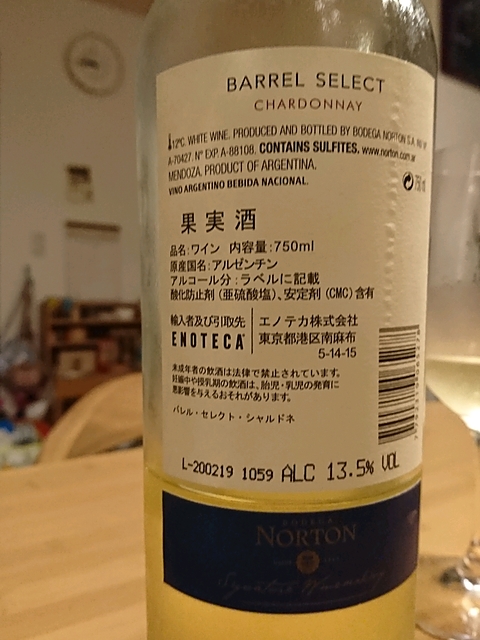 BARREL SELECT
CHARDONNAY
12°C. WHITE WINE. PRODUCED AND BOTTLED BY BODEGA NORTON S.A.
A-70427. N° EXP. A-88108. CONTAINS SULFITES. www.norton.com.ar
MENDOZA. PRODUCT OF ARGENTINA.
VINO ARGENTINO BEBIDA NACIONAL.
果実酒
品名:ワイン 内容量:750ml
原産国名:アルゼンチン
アルコール分:ラベルに記載
酸化防止剤(亜硫酸塩)、安定剤(CMC)含有
輸入者及び引取先
ENOTECA
エノテカ株式会社
東京都港区南麻布
5-14-15
未成年者の飲酒は法律で禁止されています。
妊娠中や授乳期の飲酒は、胎児・乳児の発育に
悪影響を与えるおそれがあります。
バレル・セレクト・シャルドネ
L-200219 1059 ALC 13.5% VOL
BODEGA
NORTON